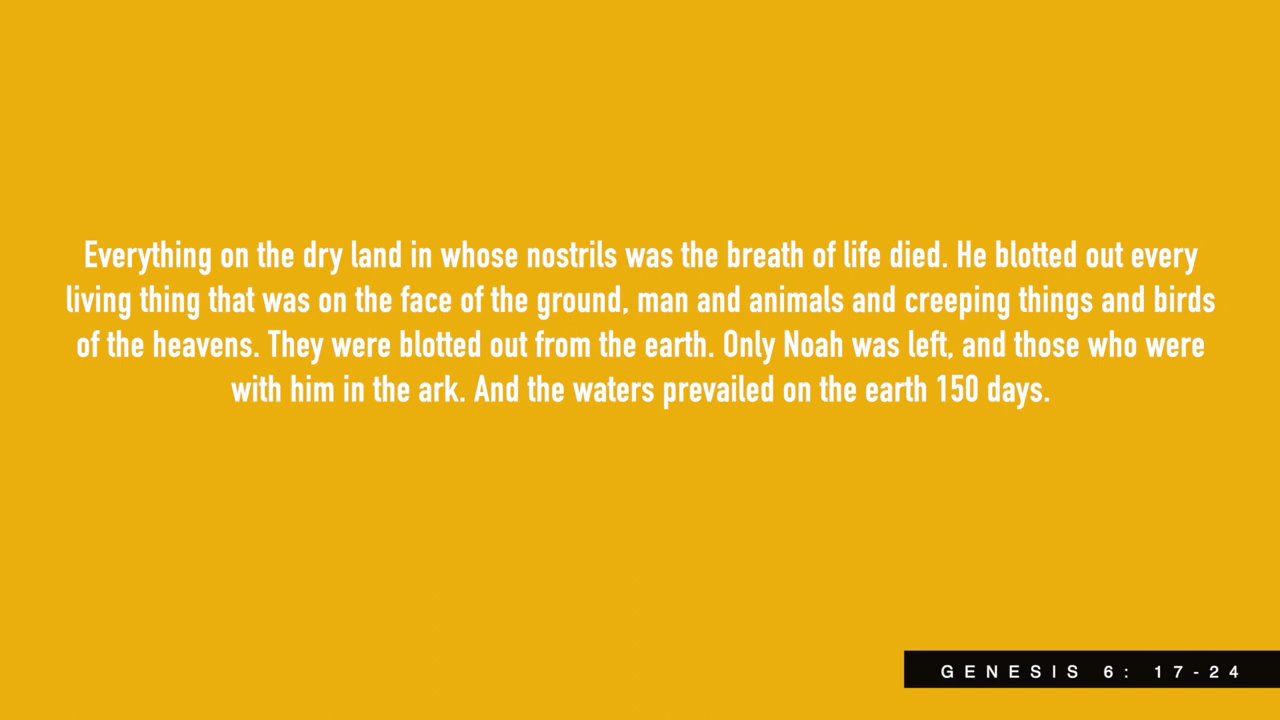 Everything on the dry land in whose nostrils was the breath of life died. He blotted out every
living thing that was on the face of the ground, man and animals and creeping things and birds
of the heavens. They were blotted out from the earth. Only Noah was left, and those who were
with him in the ark. And the waters prevailed on the earth 150 days.
GENESIS 6: 17-24